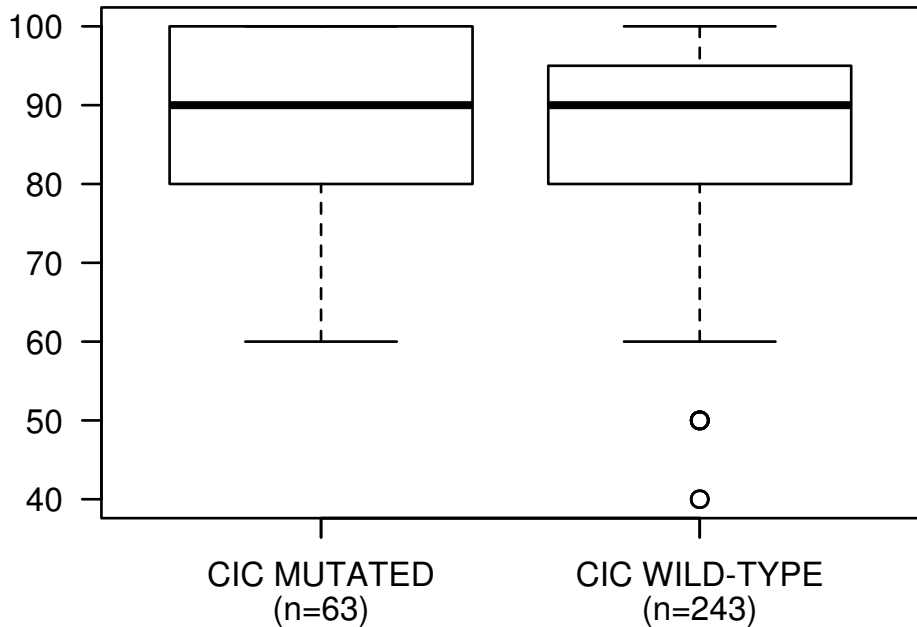 100
90
80
70
60
50
40
CIC MUTATED
(n=63)
CIC WILD-TYPE
(n=243)